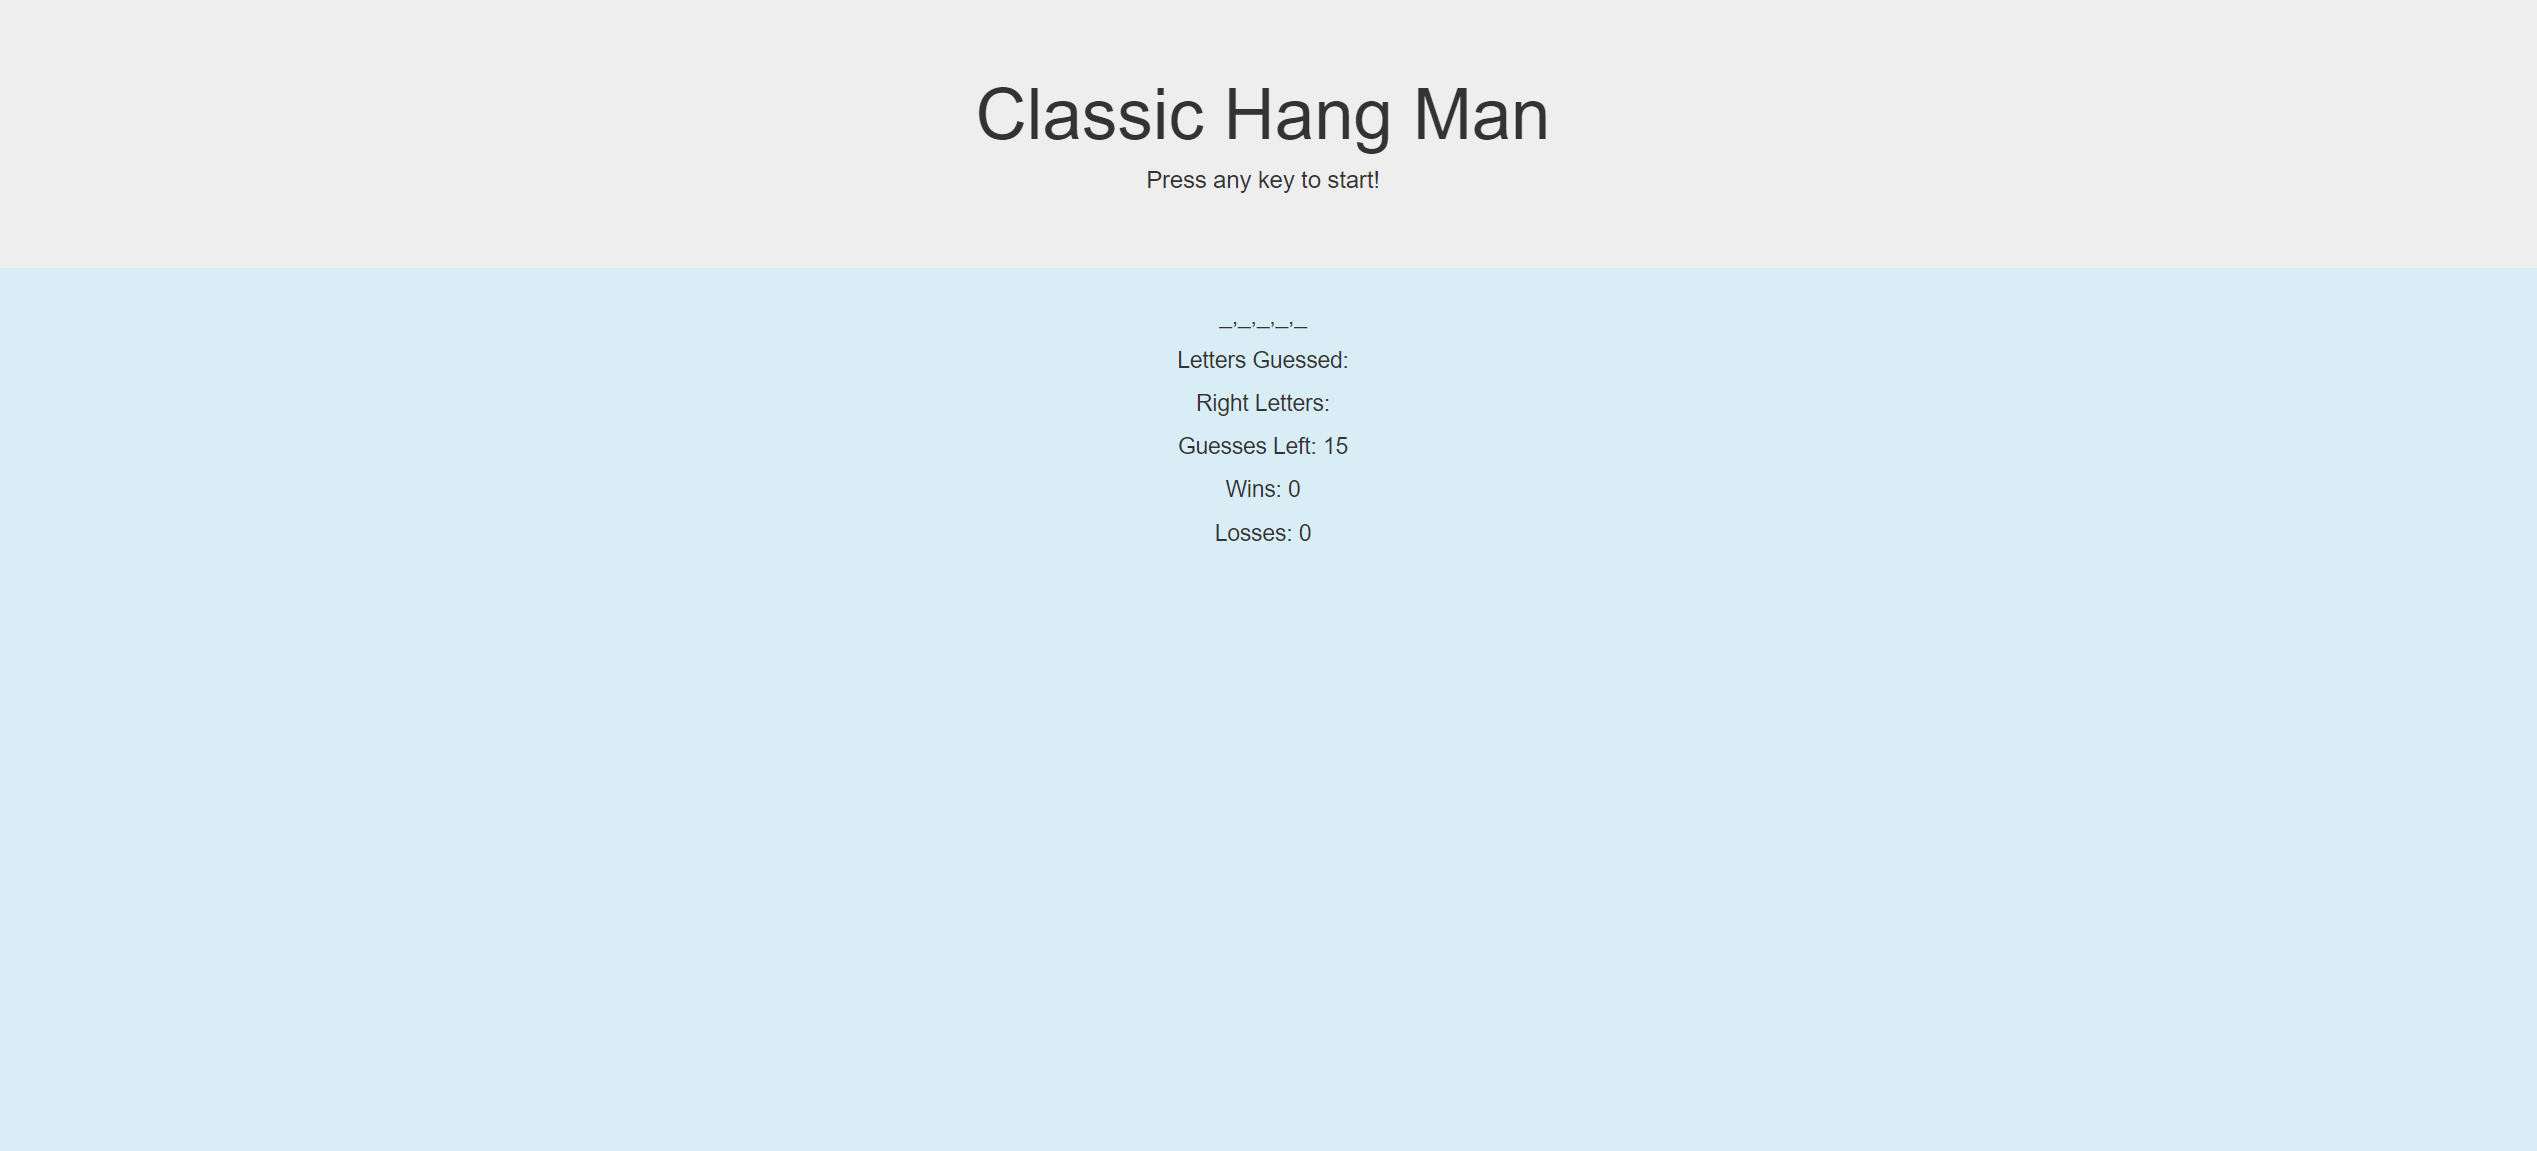 Classic Hang Man
Press any key to start!
_,_,_,_,_
Letters Guessed:
Right Letters:
Guesses Left: 15
Wins: 0
Losses: 0